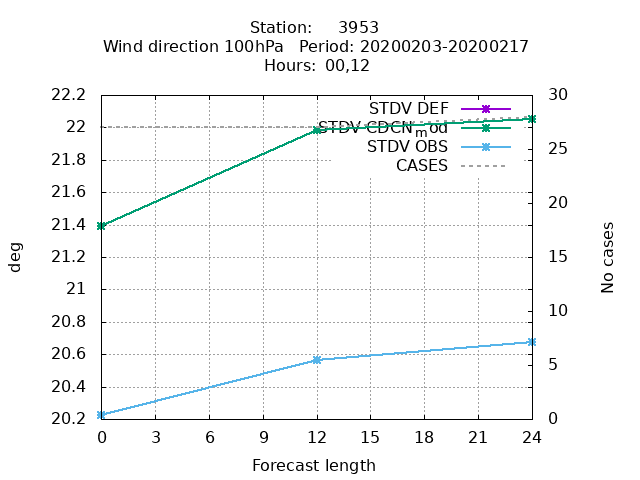 Station: 3953
Wind direction 100hPa Period: 20200203-20200217
Hours: 00,12
22.2
22
21.8
21.6
21.4
21.2
21
20.8
20.6
20.4
20.2
deg
30
25
20
15
10
5
0
No cases
STDV DEF
STDV CDCN_mod
STDV OBS
CASES
0 3 6 9 12 15 18 21 24
Forecast length